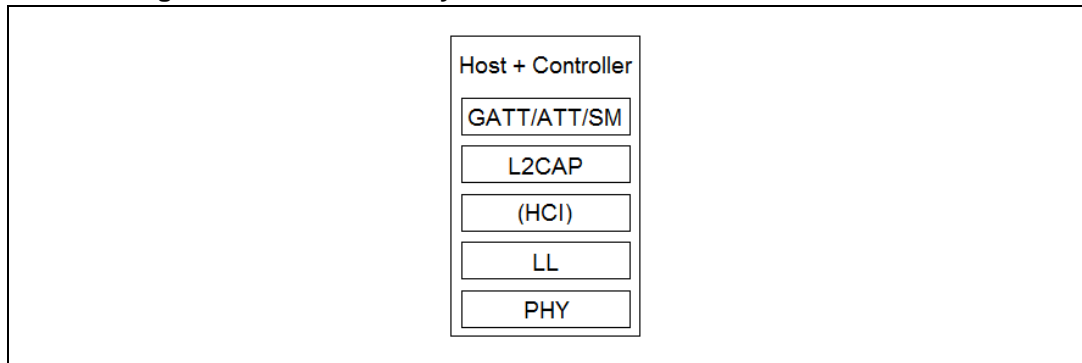 Host + Controller
GATT/ATT/SM
L2CAP
(HCI)
LL
PHY